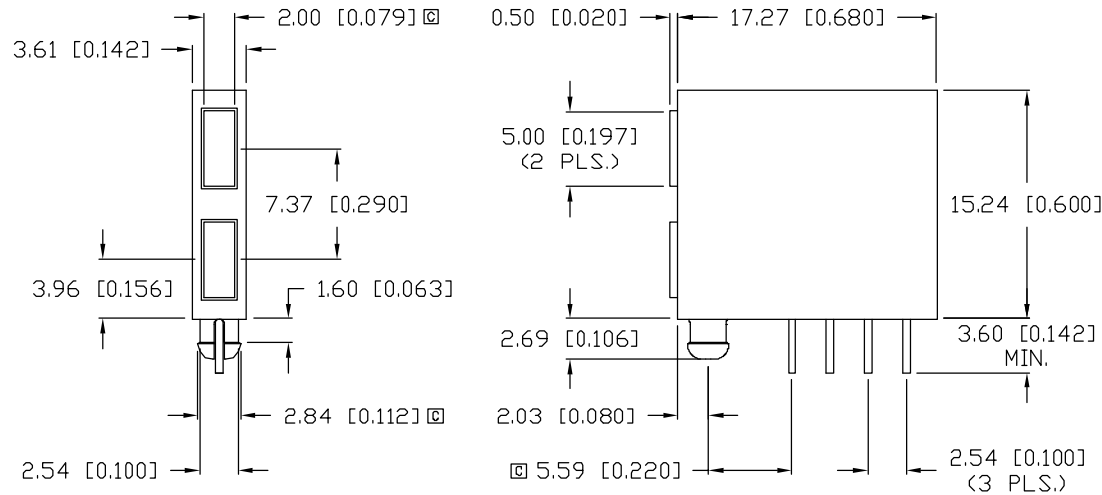 2.00 [0.079] C
0.50 [0.020]
17.27 [0.680]
3.61 [0.142]
5.00 [0.197]
(2 PLS.)
7.37 [0.290]
15.24 [0.600]
3.96 [0.156]
1.60 [0.063]
2.69 [0.106]
3.60 [0.142]
MIN.
2.84 [0.112] C
2.03 [0.080]
2.54 [0.100]
C 5.59 [0.220]
2.54 [0.100]
(3 PLS.)